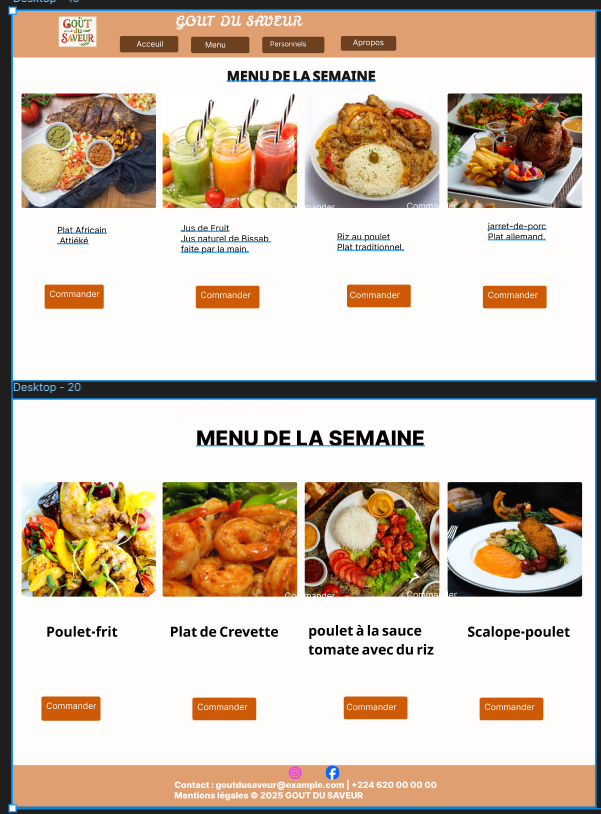 GOÛT
du
SAVEUR
GOUT DU SAVEUR
Acceuil
Menu
Personnels
Apropos
MENU DE LA SEMAINE
Commander
Commander
Plat Africain
Attiéké
Jus de Fruit
Jus naturel de Bissab
faite par la main.
Riz au poulet
Plat traditionnel.
jarret-de-porc
Plat allemand.
Commander
Commander
Commander
Commander
Desktop - 20
MENU DE LA SEMAINE
Commander
Commander
Poulet-frit
Plat de Crevette
poulet à la sauce
tomate avec du riz
Scalope-poulet
Commander
Commander
Commander
Commander
Contact : goutdusaveur@example.com | +224 620 00 00 00
Mentions légales © 2025 GOUT DU SAVEUR